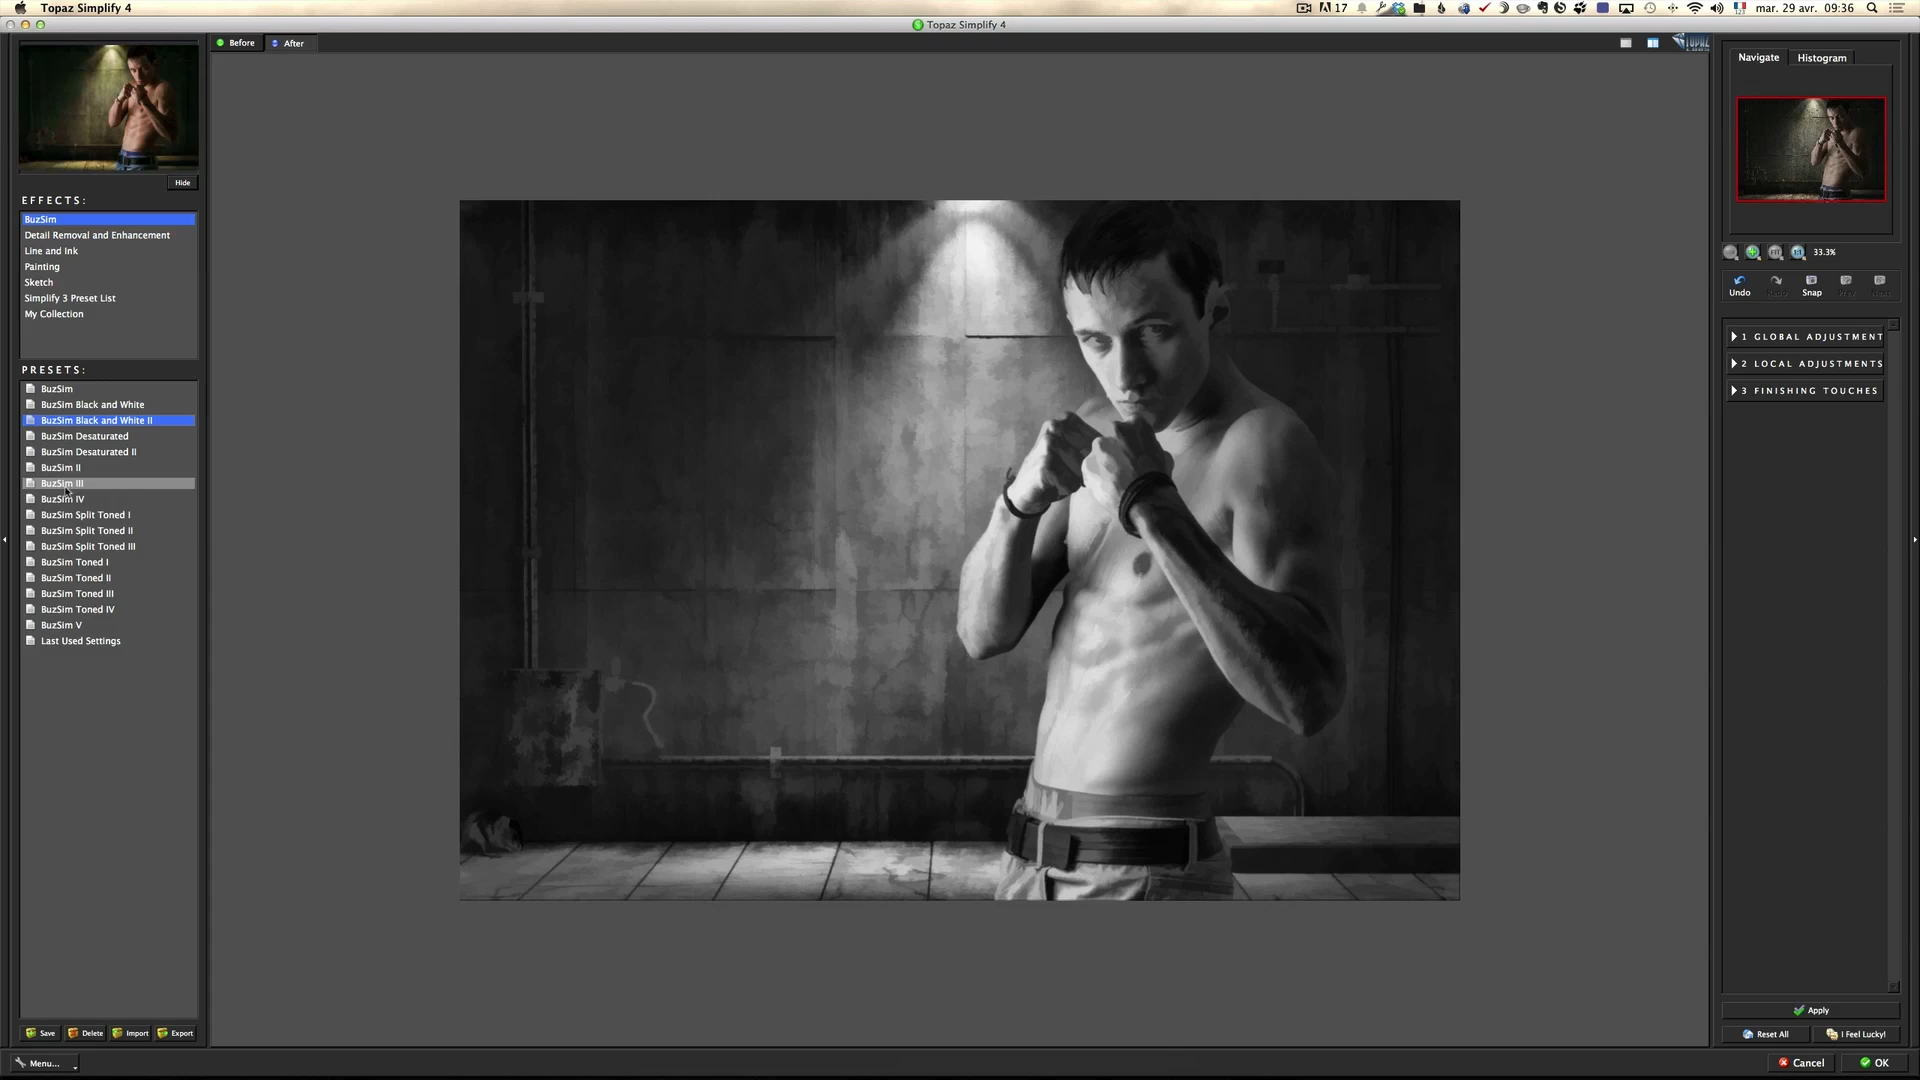 Topaz Simplify 4
17
mar. 29 avr. 09:36
Topaz Simplify 4
Before
After
Navigate
Histogram
Hide
33.3%
Undo
Redo
Snap
Prev
Next
EFFECTS:
BuzSim
Detail Removal and Enhancement
Line and Ink
Painting
Sketch
Simplify 3 Preset List
My Collection
PRESETS:
BuzSim
BuzSim Black and White
BuzSim Black and White II
BuzSim Desaturated
BuzSim Desaturated II
BuzSim II
BuzSim III
BuzSim IV
BuzSim Split Toned I
BuzSim Split Toned II
BuzSim Split Toned III
BuzSim Toned I
BuzSim Toned II
BuzSim Toned III
BuzSim Toned IV
BuzSim V
Last Used Settings
1 GLOBAL ADJUSTMENT
2 LOCAL ADJUSTMENTS
3 FINISHING TOUCHES
Save
Delete
Import
Export
Apply
Reset All
I Feel Lucky!
Menu...
Cancel
OK